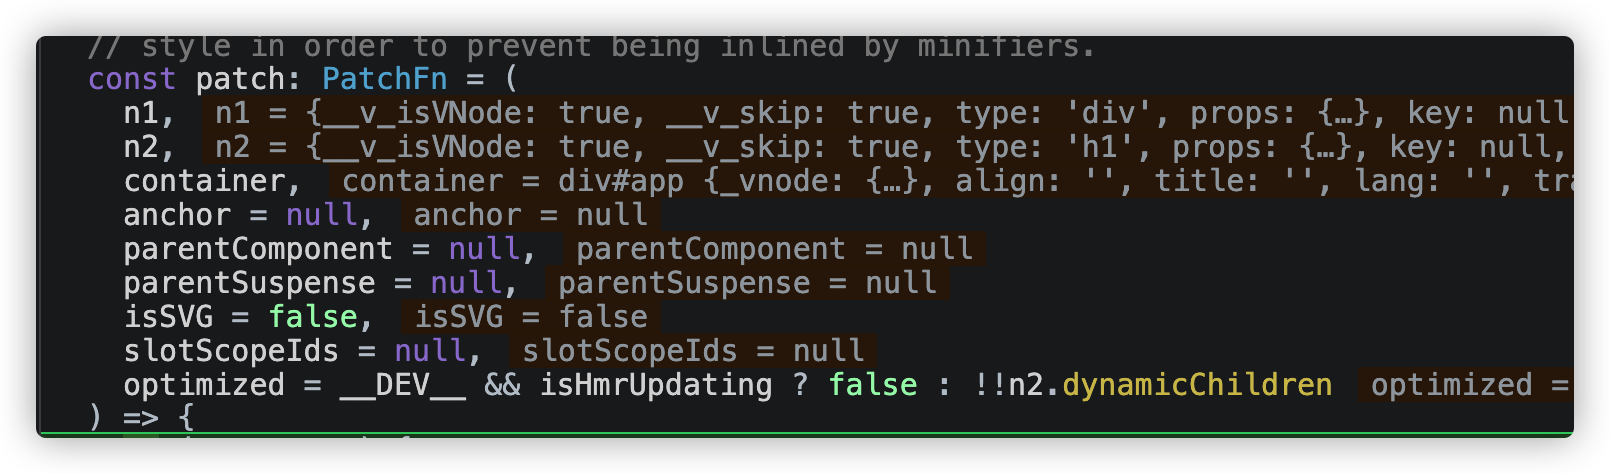 // style in order to prevent being inlined by minifiers.
const patch: PatchFn = (
n1, n1 = {__v_isVNode: true, __v_skip: true, type: 'div', props: {…}, key: null
n2, n2 = {__v_isVNode: true, __v_skip: true, type: 'h1', props: {…}, key: null,
container, container = div#app {_vnode: {…}, align: '', title: '', lang: '', tra
anchor = null, anchor = null
parentComponent = null, parentComponent = null
parentSuspense = null, parentSuspense = null
isSVG = false, isSVG = false
slotScopeIds = null, slotScopeIds = null
optimized = __DEV__ && isHmrUpdating ? false : !!n2.dynamicChildren optimized =
) => {